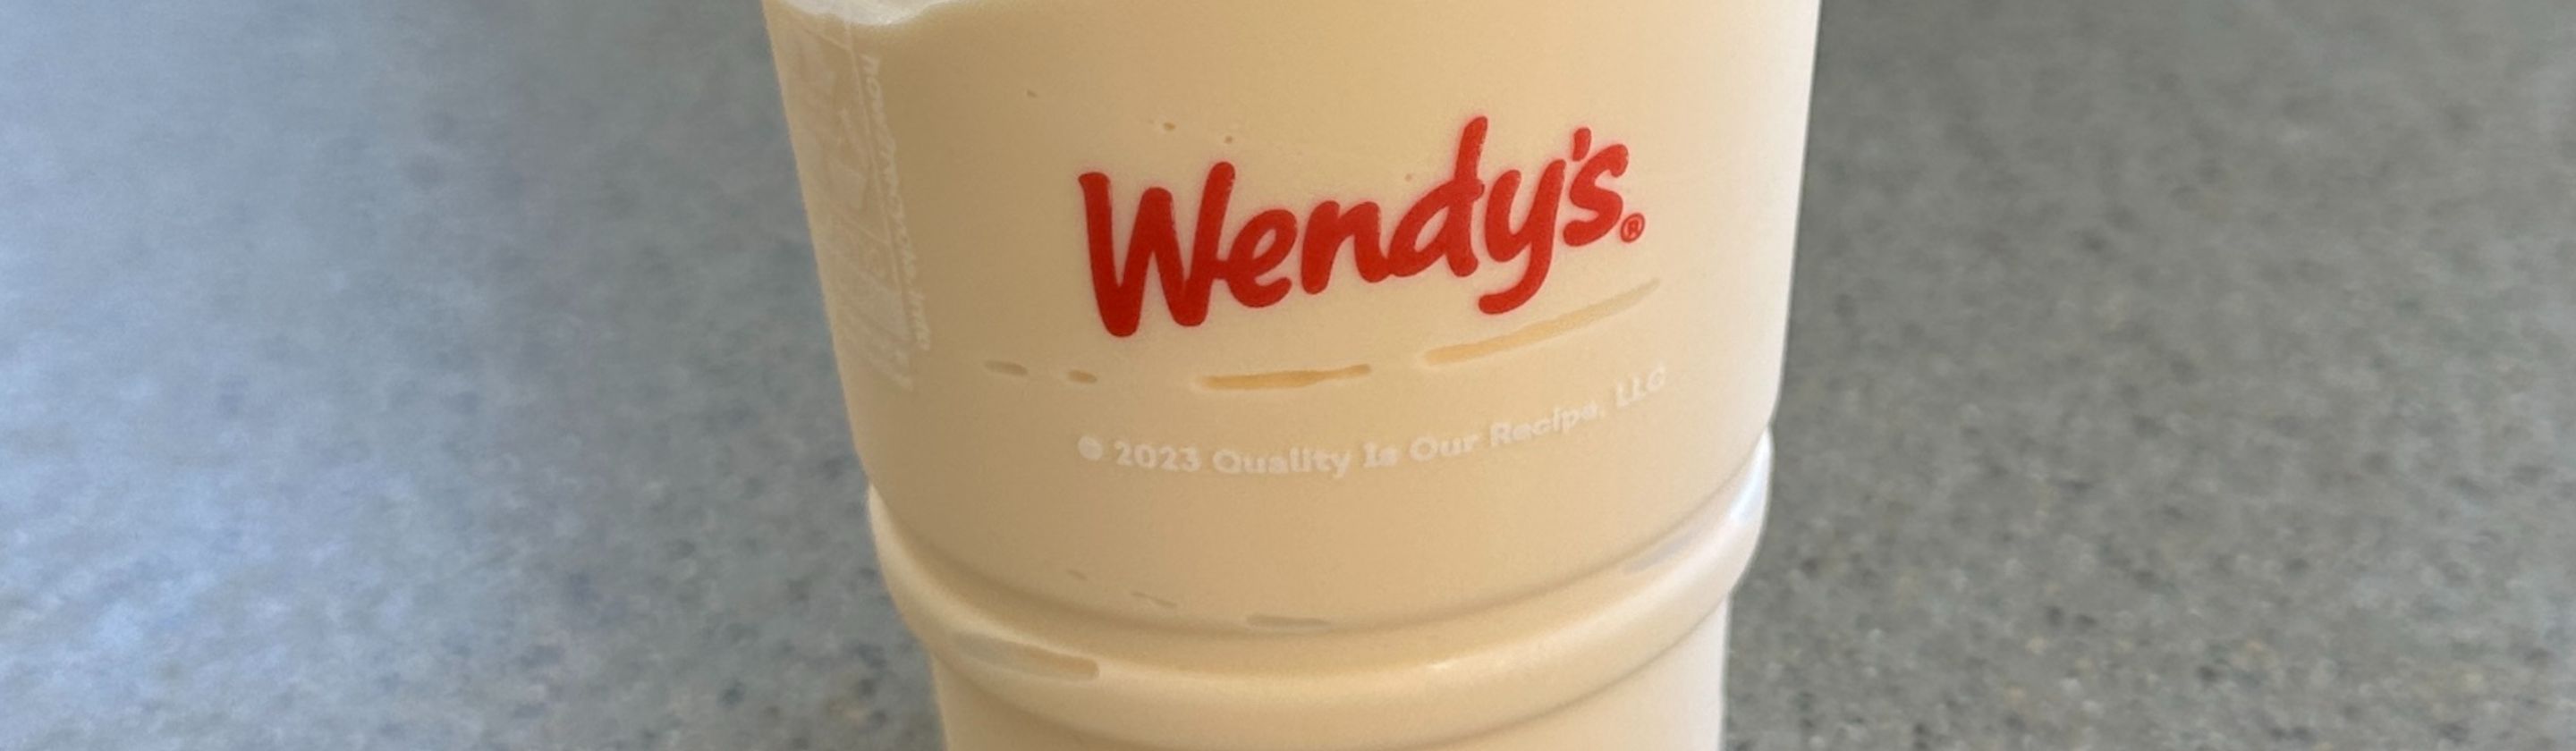 Wendy's®
© 2023 Quality Is Our Recipe, LLC